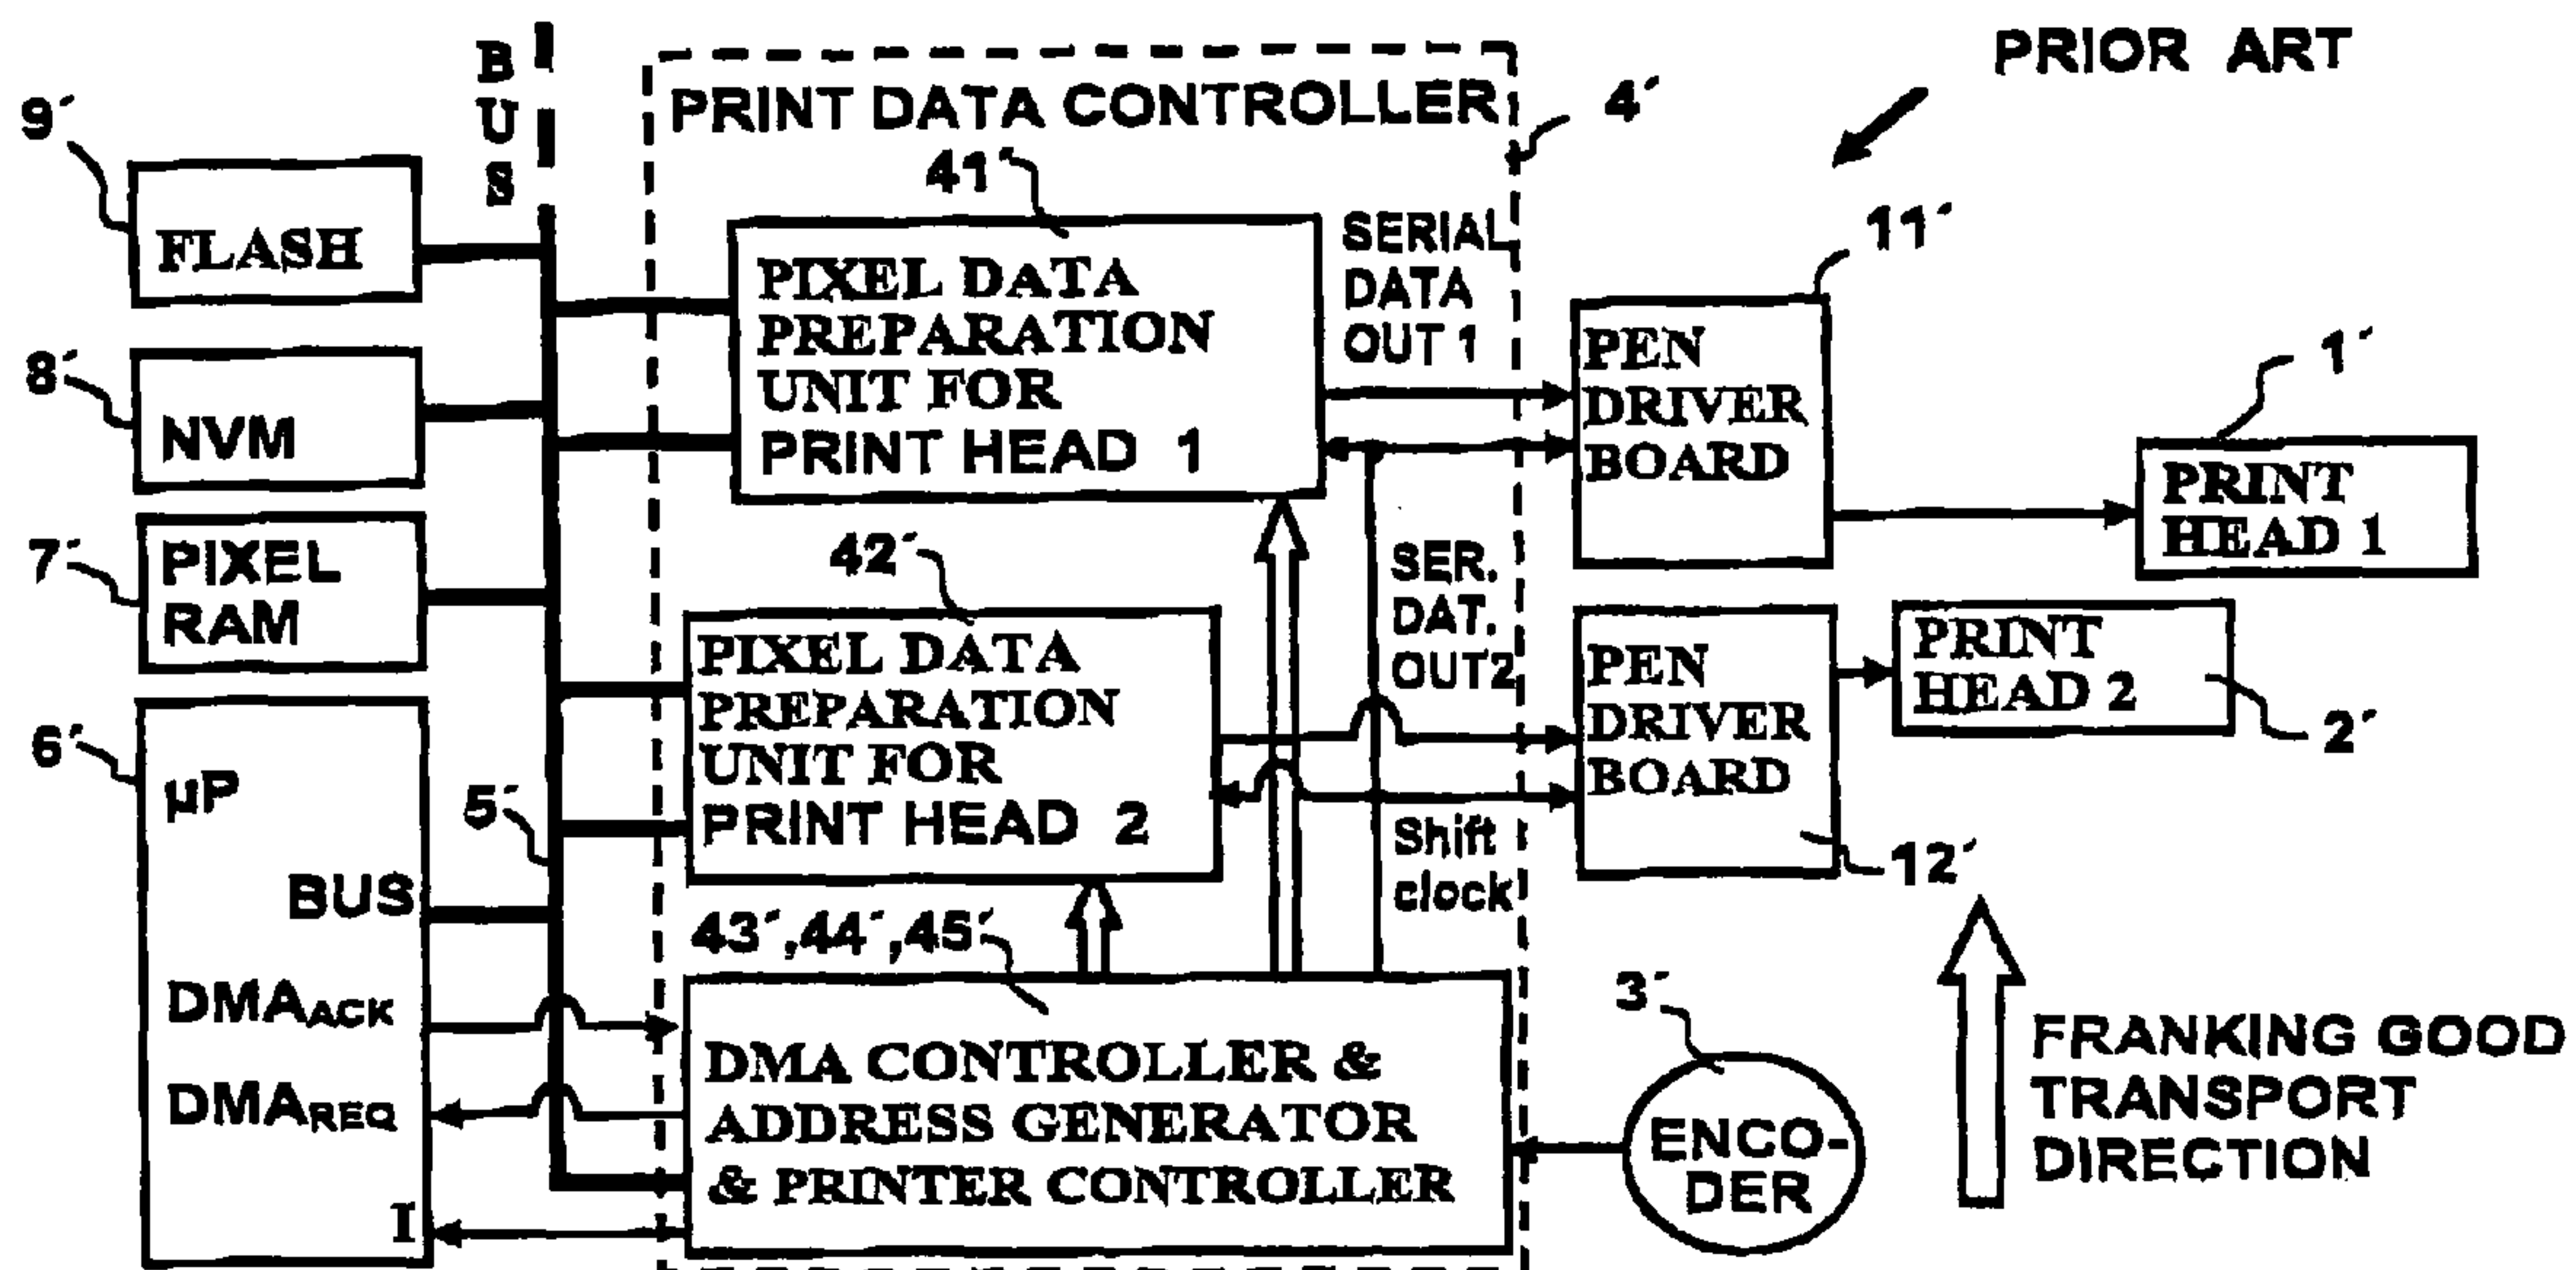 PRIOR ART
BUS
PRINT DATA CONTROLLER
4´
9´
FLASH
41´
PIXEL DATA
PREPARATION
UNIT FOR
PRINT HEAD 1
SERIAL
DATA
OUT 1
11´
PEN
DRIVER
BOARD
1´
PRINT
HEAD 1
8´
NVM
7´
PIXEL
RAM
42´
PIXEL DATA
PREPARATION
UNIT FOR
PRINT HEAD 2
SER.
DAT.
OUT2
Shift
clock
PEN
DRIVER
BOARD
12´
PRINT
HEAD 2
2´
6´
µP
BUS
DMAACK
DMAREQ
I
5´
43´,44´,45´
DMA CONTROLLER &
ADDRESS GENERATOR
& PRINTER CONTROLLER
3´
ENCO-
DER
FRANKING GOOD
TRANSPORT
DIRECTION